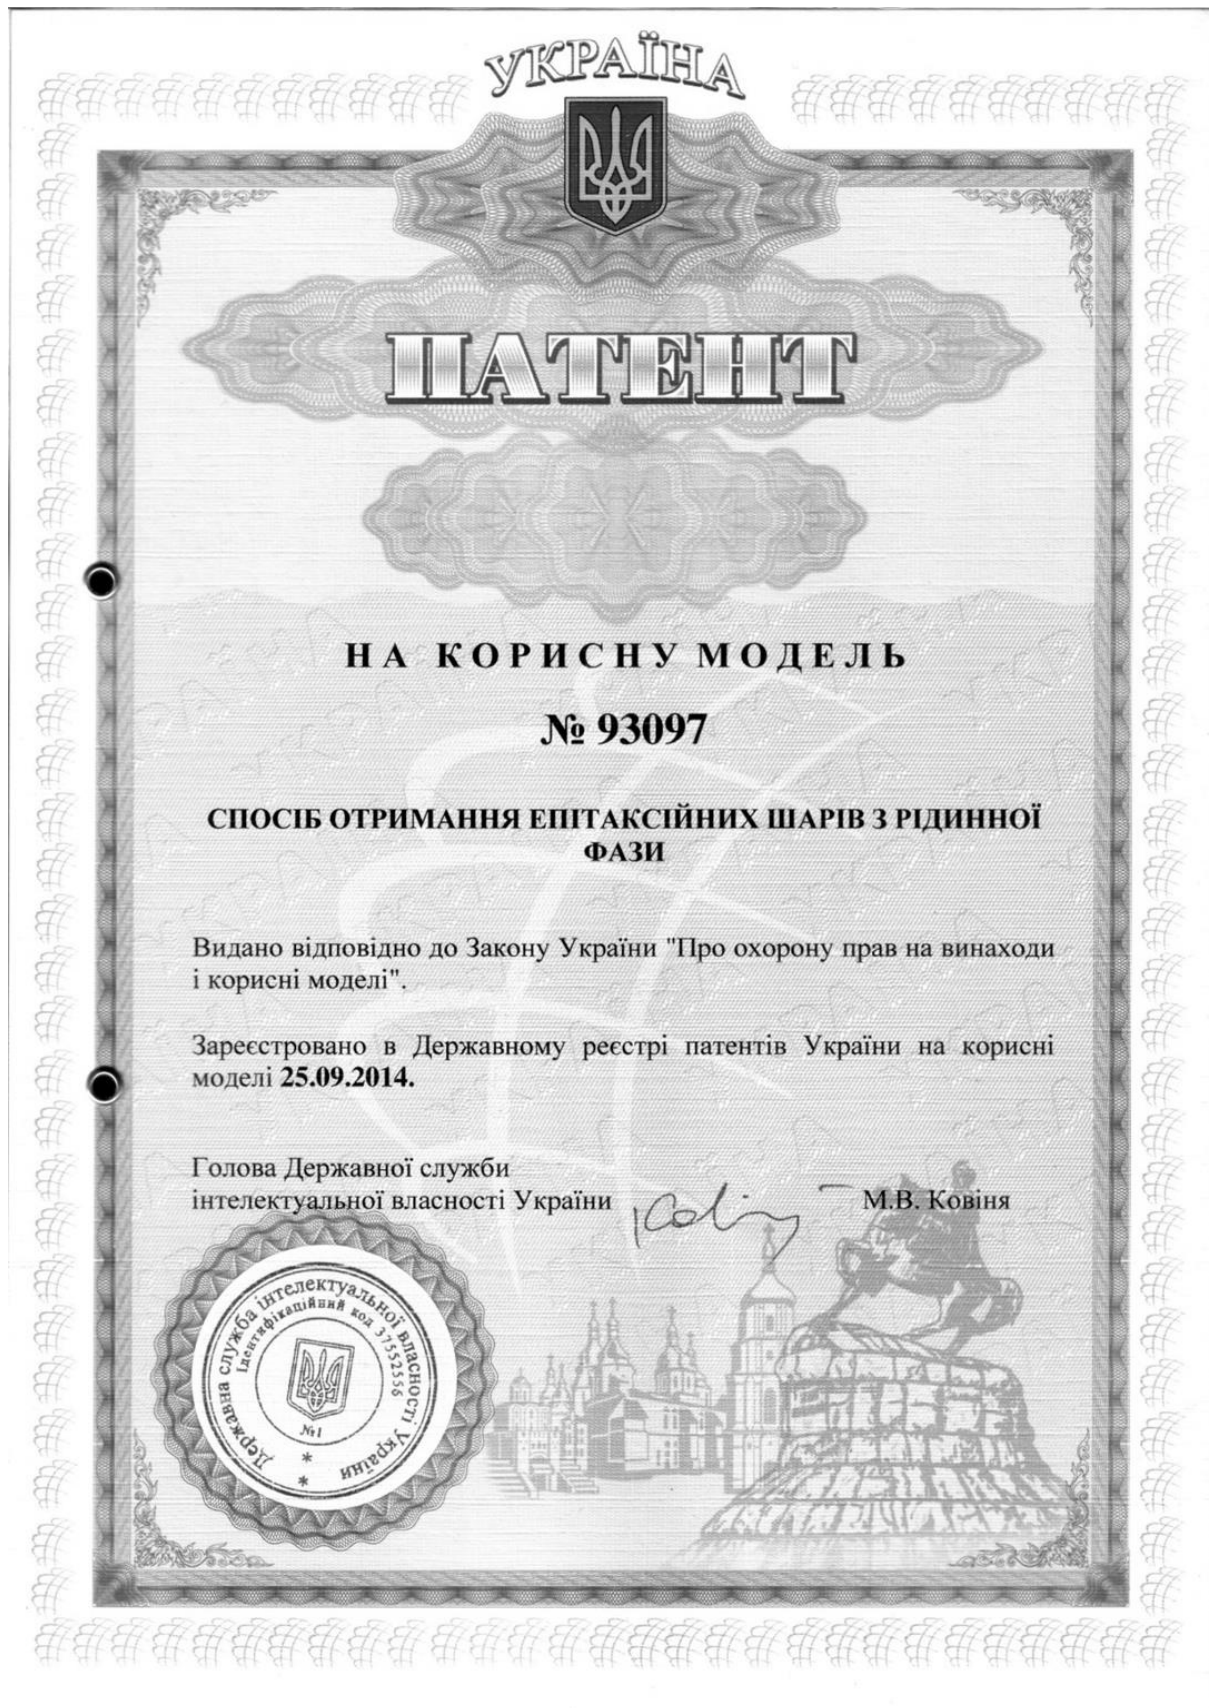 УКРАЇНА
ПАТЕНТ
НА КОРИСНУ МОДЕЛЬ
№ 93097
СПОСІБ ОТРИМАННЯ ЕПІТАКСІЙНИХ ШАРІВ З РІДИННОЇ
ФАЗИ
Видано відповідно до Закону України "Про охорону прав на винаходи
і корисні моделі".
Зареєстровано в Державному реєстрі патентів України на корисні
моделі 25.09.2014.
Голова Державної служби
інтелектуальної власності України
М.В. Ковіня
Державна служба інтелектуальної власності України
Ідентифікаційний код 37552556
№1